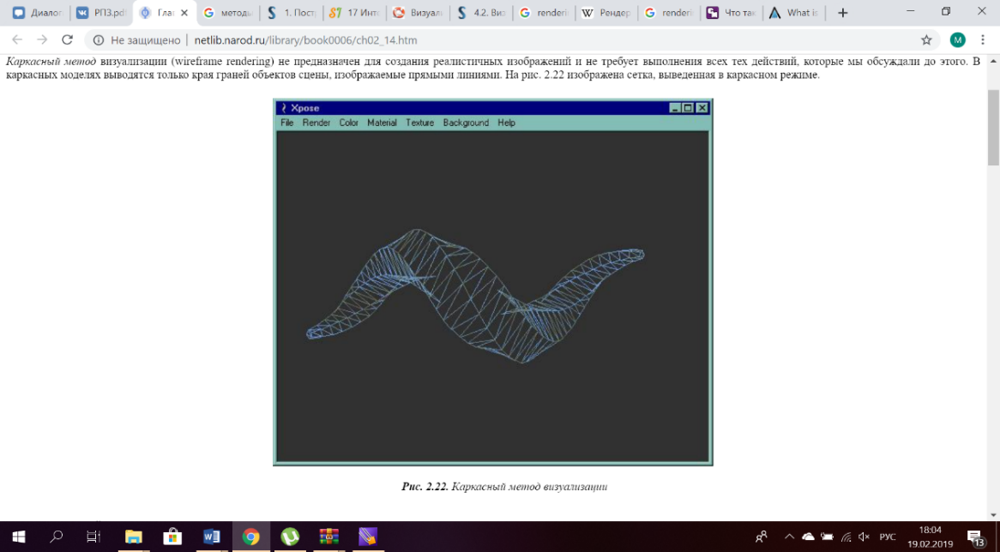 Диалог
РПЗ.pdf
Гла
методы
1. Пост
17 Инт
Визуал
4.2. Виз
renderi
Рендер
renderi
Что так
What is
Не защищено | netlib.narod.ru/library/book0006/ch02_14.htm
M
Каркасный метод визуализации (wireframe rendering) не предназначен для создания реалистичных изображений и не требует выполнения всех тех действий, которые мы обсуждали до этого. В
каркасных моделях выводятся только края граней объектов сцены, изображаемые прямыми линиями. На рис. 2.22 изображена сетка, выведенная в каркасном режиме.
Xpose
File Render Color Material Texture Background Help
Рис. 2.22. Каркасный метод визуализации
РУС
18:04
19.02.2019
13